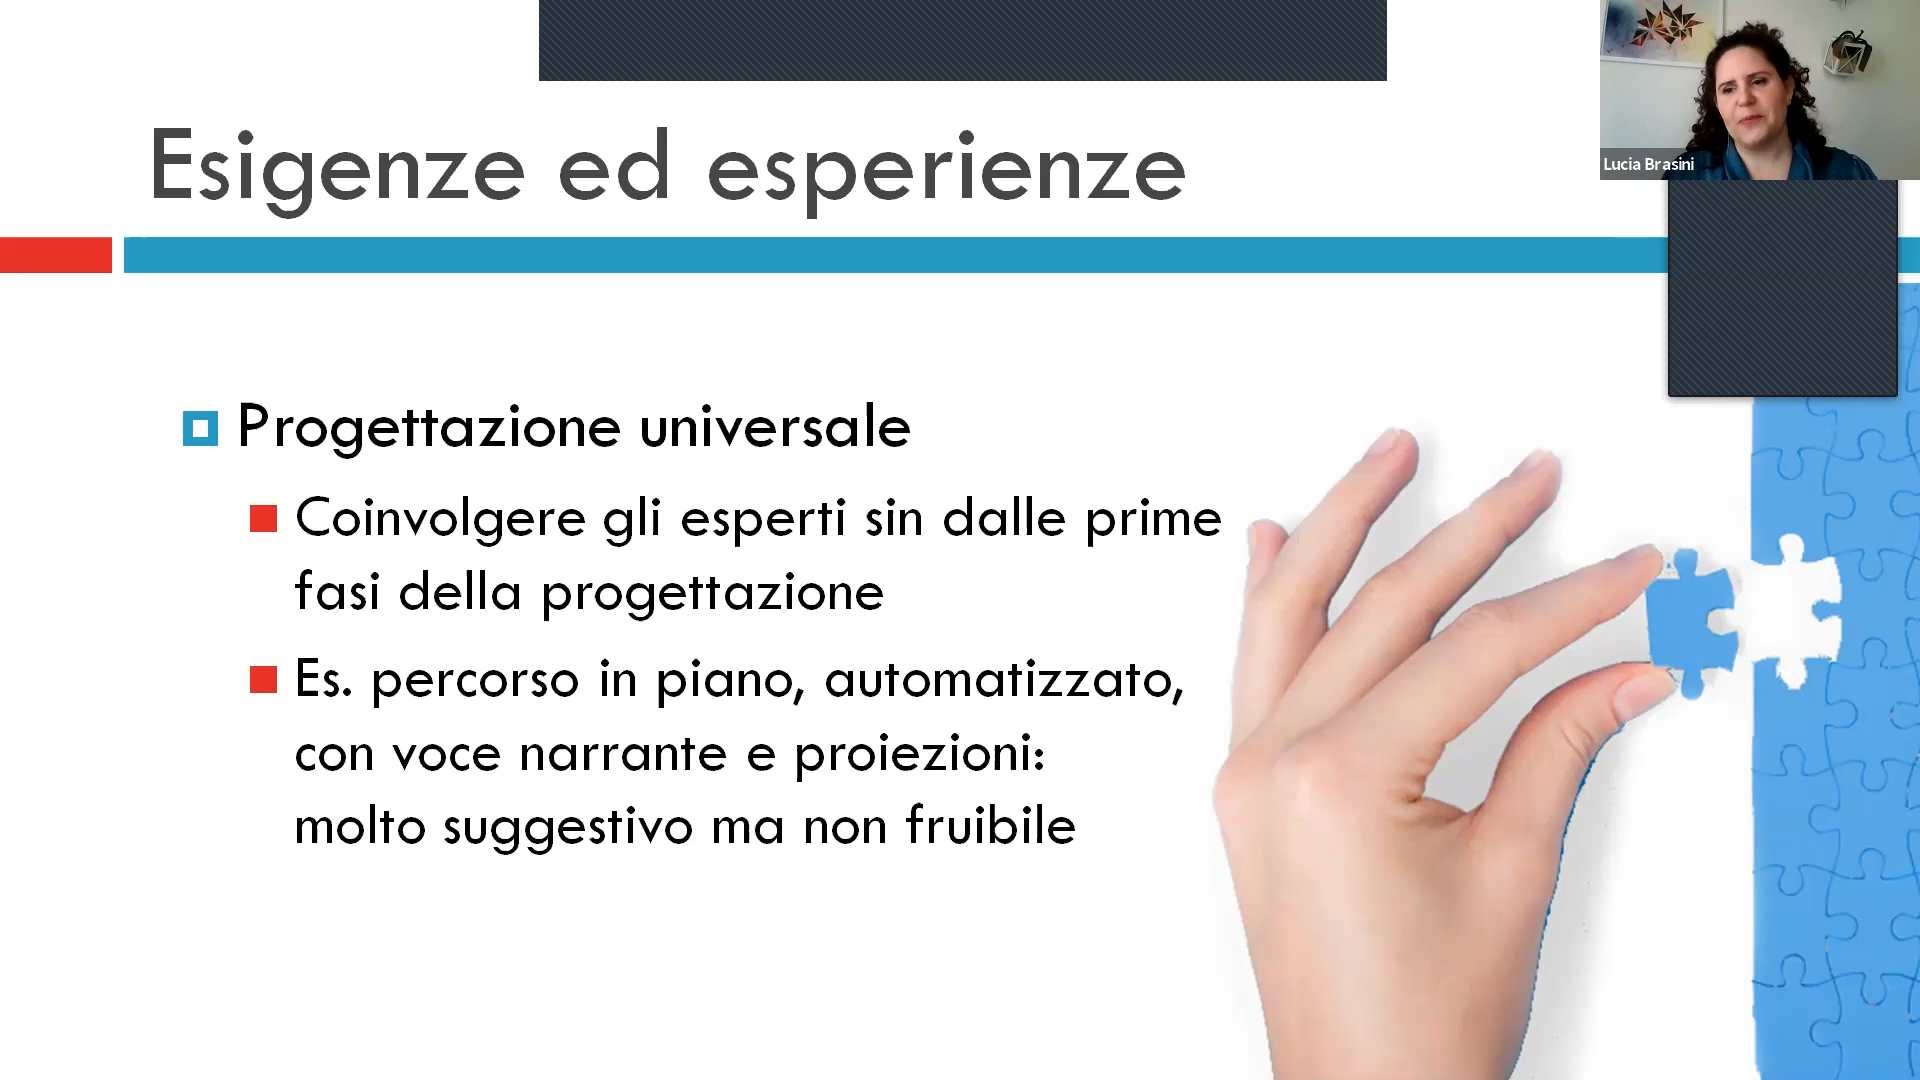 Esigenze ed esperienze
Lucia Brasini
Progettazione universale
Coinvolgere gli esperti sin dalle prime
fasi della progettazione
Es. percorso in piano, automatizzato,
con voce narrante e proiezioni:
molto suggestivo ma non fruibile